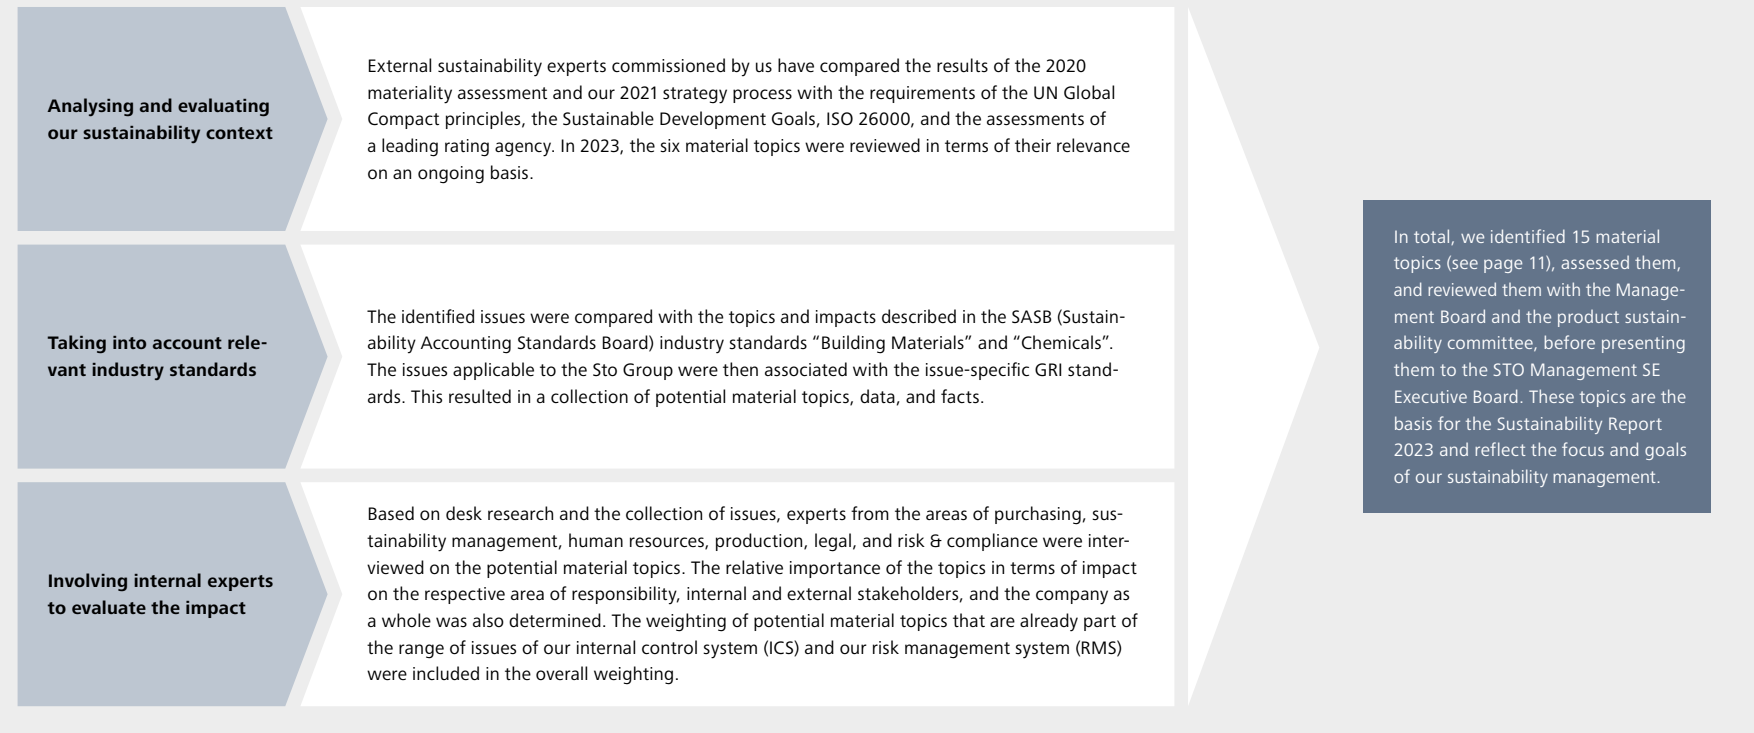 Analysing and evaluating
our sustainability context
External sustainability experts commissioned by us have compared the results of the 2020
materiality assessment and our 2021 strategy process with the requirements of the UN Global
Compact principles, the Sustainable Development Goals, ISO 26000, and the assessments of
a leading rating agency. In 2023, the six material topics were reviewed in terms of their relevance
on an ongoing basis.
Taking into account rele-
vant industry standards
The identified issues were compared with the topics and impacts described in the SASB (Sustain-
ability Accounting Standards Board) industry standards “Building Materials” and “Chemicals”.
The issues applicable to the Sto Group were then associated with the issue-specific GRI stand-
ards. This resulted in a collection of potential material topics, data, and facts.
Involving internal experts
to evaluate the impact
Based on desk research and the collection of issues, experts from the areas of purchasing, sus-
tainability management, human resources, production, legal, and risk & compliance were inter-
viewed on the potential material topics. The relative importance of the topics in terms of impact
on the respective area of responsibility, internal and external stakeholders, and the company as
a whole was also determined. The weighting of potential material topics that are already part of
the range of issues of our internal control system (ICS) and our risk management system (RMS)
were included in the overall weighting.
In total, we identified 15 material
topics (see page 11), assessed them,
and reviewed them with the Manage-
ment Board and the product sustain-
ability committee, before presenting
them to the STO Management SE
Executive Board. These topics are the
basis for the Sustainability Report
2023 and reflect the focus and goals
of our sustainability management.